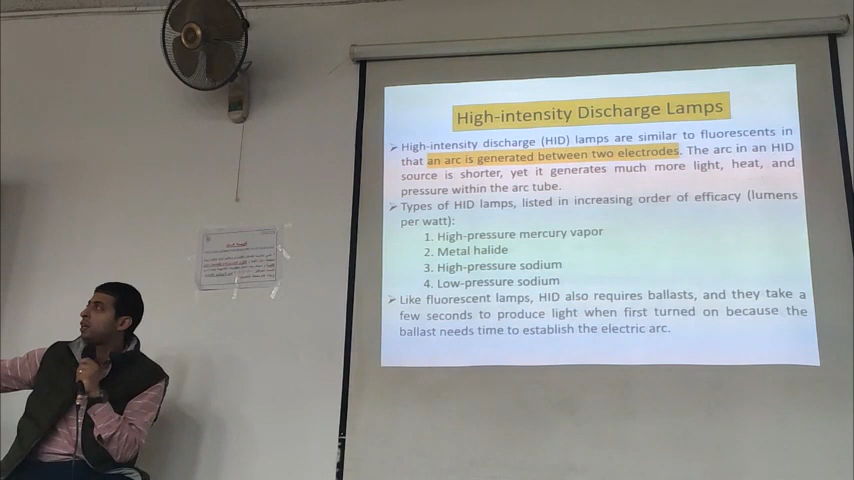 High-intensity Discharge Lamps
➢ High-intensity discharge (HID) lamps are similar to fluorescents in
that an arc is generated between two electrodes. The arc in an HID
source is shorter, yet it generates much more light, heat, and
pressure within the arc tube.
➢ Types of HID lamps, listed in increasing order of efficacy (lumens
per watt):
1. High-pressure mercury vapor
2. Metal halide
3. High-pressure sodium
4. Low-pressure sodium
➢ Like fluorescent lamps, HID also requires ballasts, and they take a
few seconds to produce light when first turned on because the
ballast needs time to establish the electric arc.